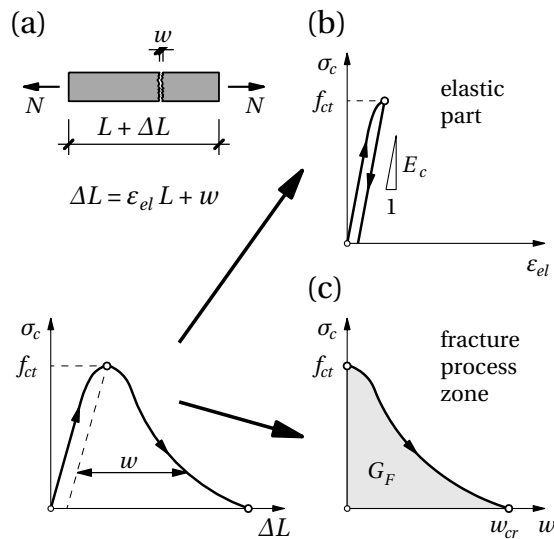 (a)
w
N
N
L + ΔL
ΔL = ε_el L + w
σ_c
f_ct
w
ΔL
(b)
σ_c
f_ct
elastic
part
E_c
1
ε_el
(c)
σ_c
f_ct
fracture
process
zone
G_F
w_cr
w